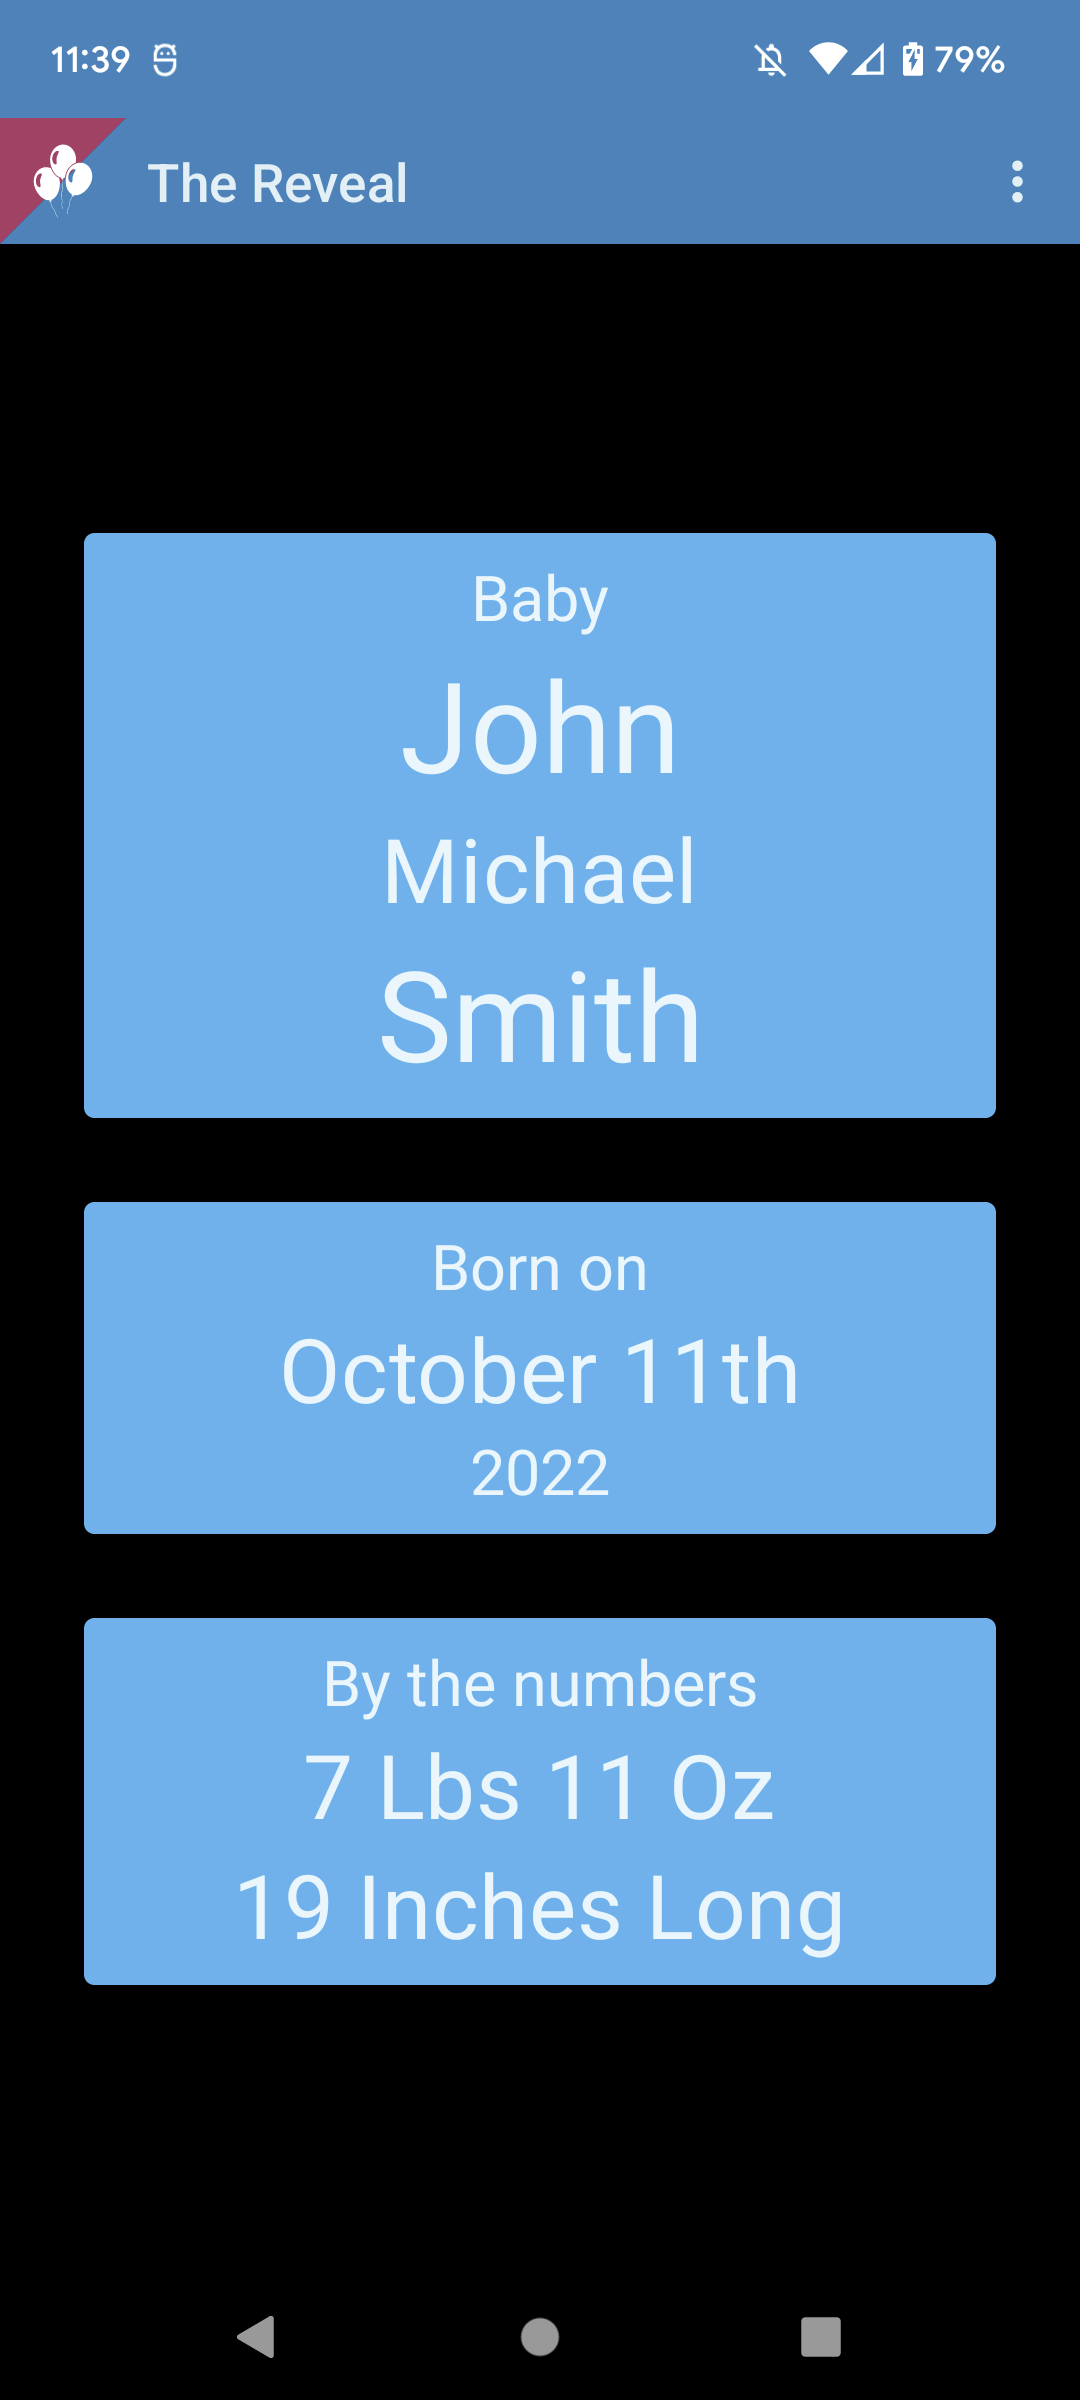 11:39 79%
The Reveal
Baby
John
Michael
Smith
Born on
October 11th
2022
By the numbers
7 Lbs 11 Oz
19 Inches Long